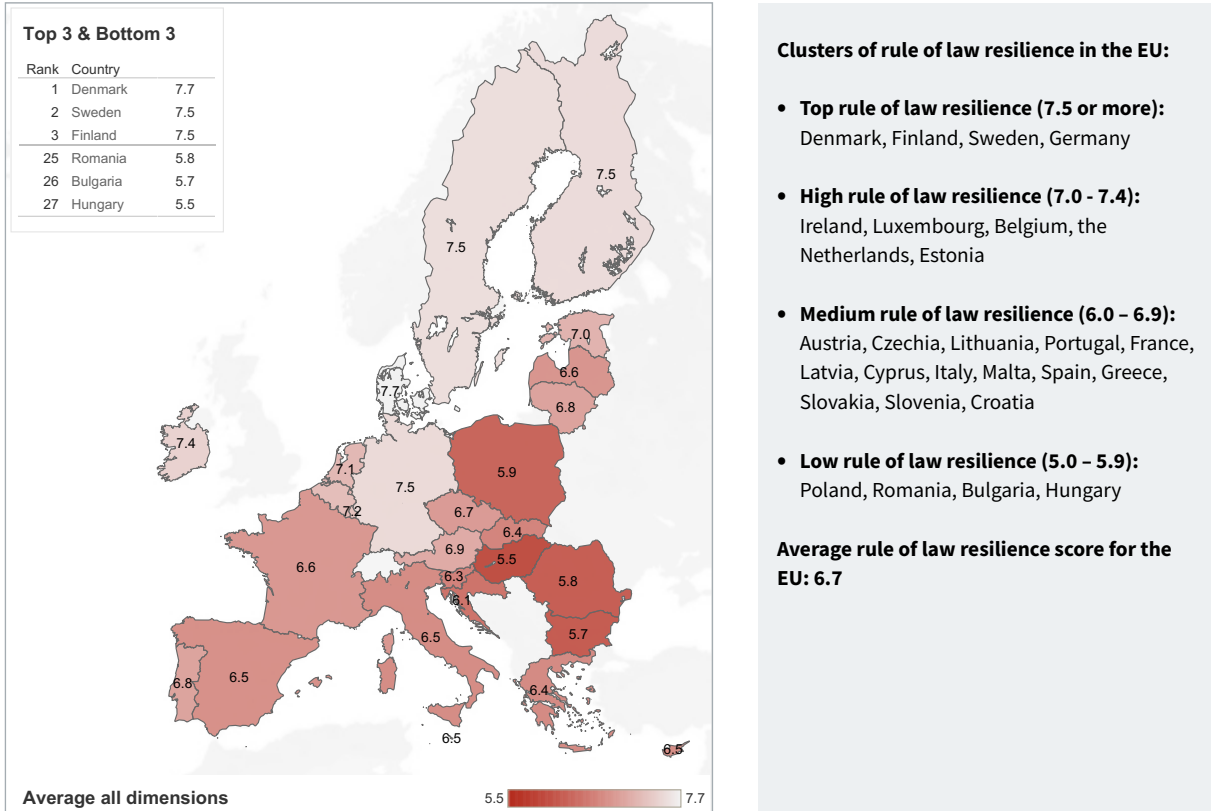 Top 3 & Bottom 3
Rank Country
1 Denmark 7.7
2 Sweden 7.5
3 Finland 7.5
25 Romania 5.8
26 Bulgaria 5.7
27 Hungary 5.5
7.5
7.5
7.0
6.6
6.8
7.7
7.4
7.1
7.2
7.5
5.9
6.7
6.4
6.9
5.5
6.6
6.3
6.1
5.8
5.7
6.5
6.8
6.5
6.4
6.5
6.5
Average all dimensions
5.5
7.7
Clusters of rule of law resilience in the EU:
• Top rule of law resilience (7.5 or more):
Denmark, Finland, Sweden, Germany
• High rule of law resilience (7.0 - 7.4):
Ireland, Luxembourg, Belgium, the
Netherlands, Estonia
• Medium rule of law resilience (6.0 – 6.9):
Austria, Czechia, Lithuania, Portugal, France,
Latvia, Cyprus, Italy, Malta, Spain, Greece,
Slovakia, Slovenia, Croatia
• Low rule of law resilience (5.0 – 5.9):
Poland, Romania, Bulgaria, Hungary
Average rule of law resilience score for the
EU: 6.7